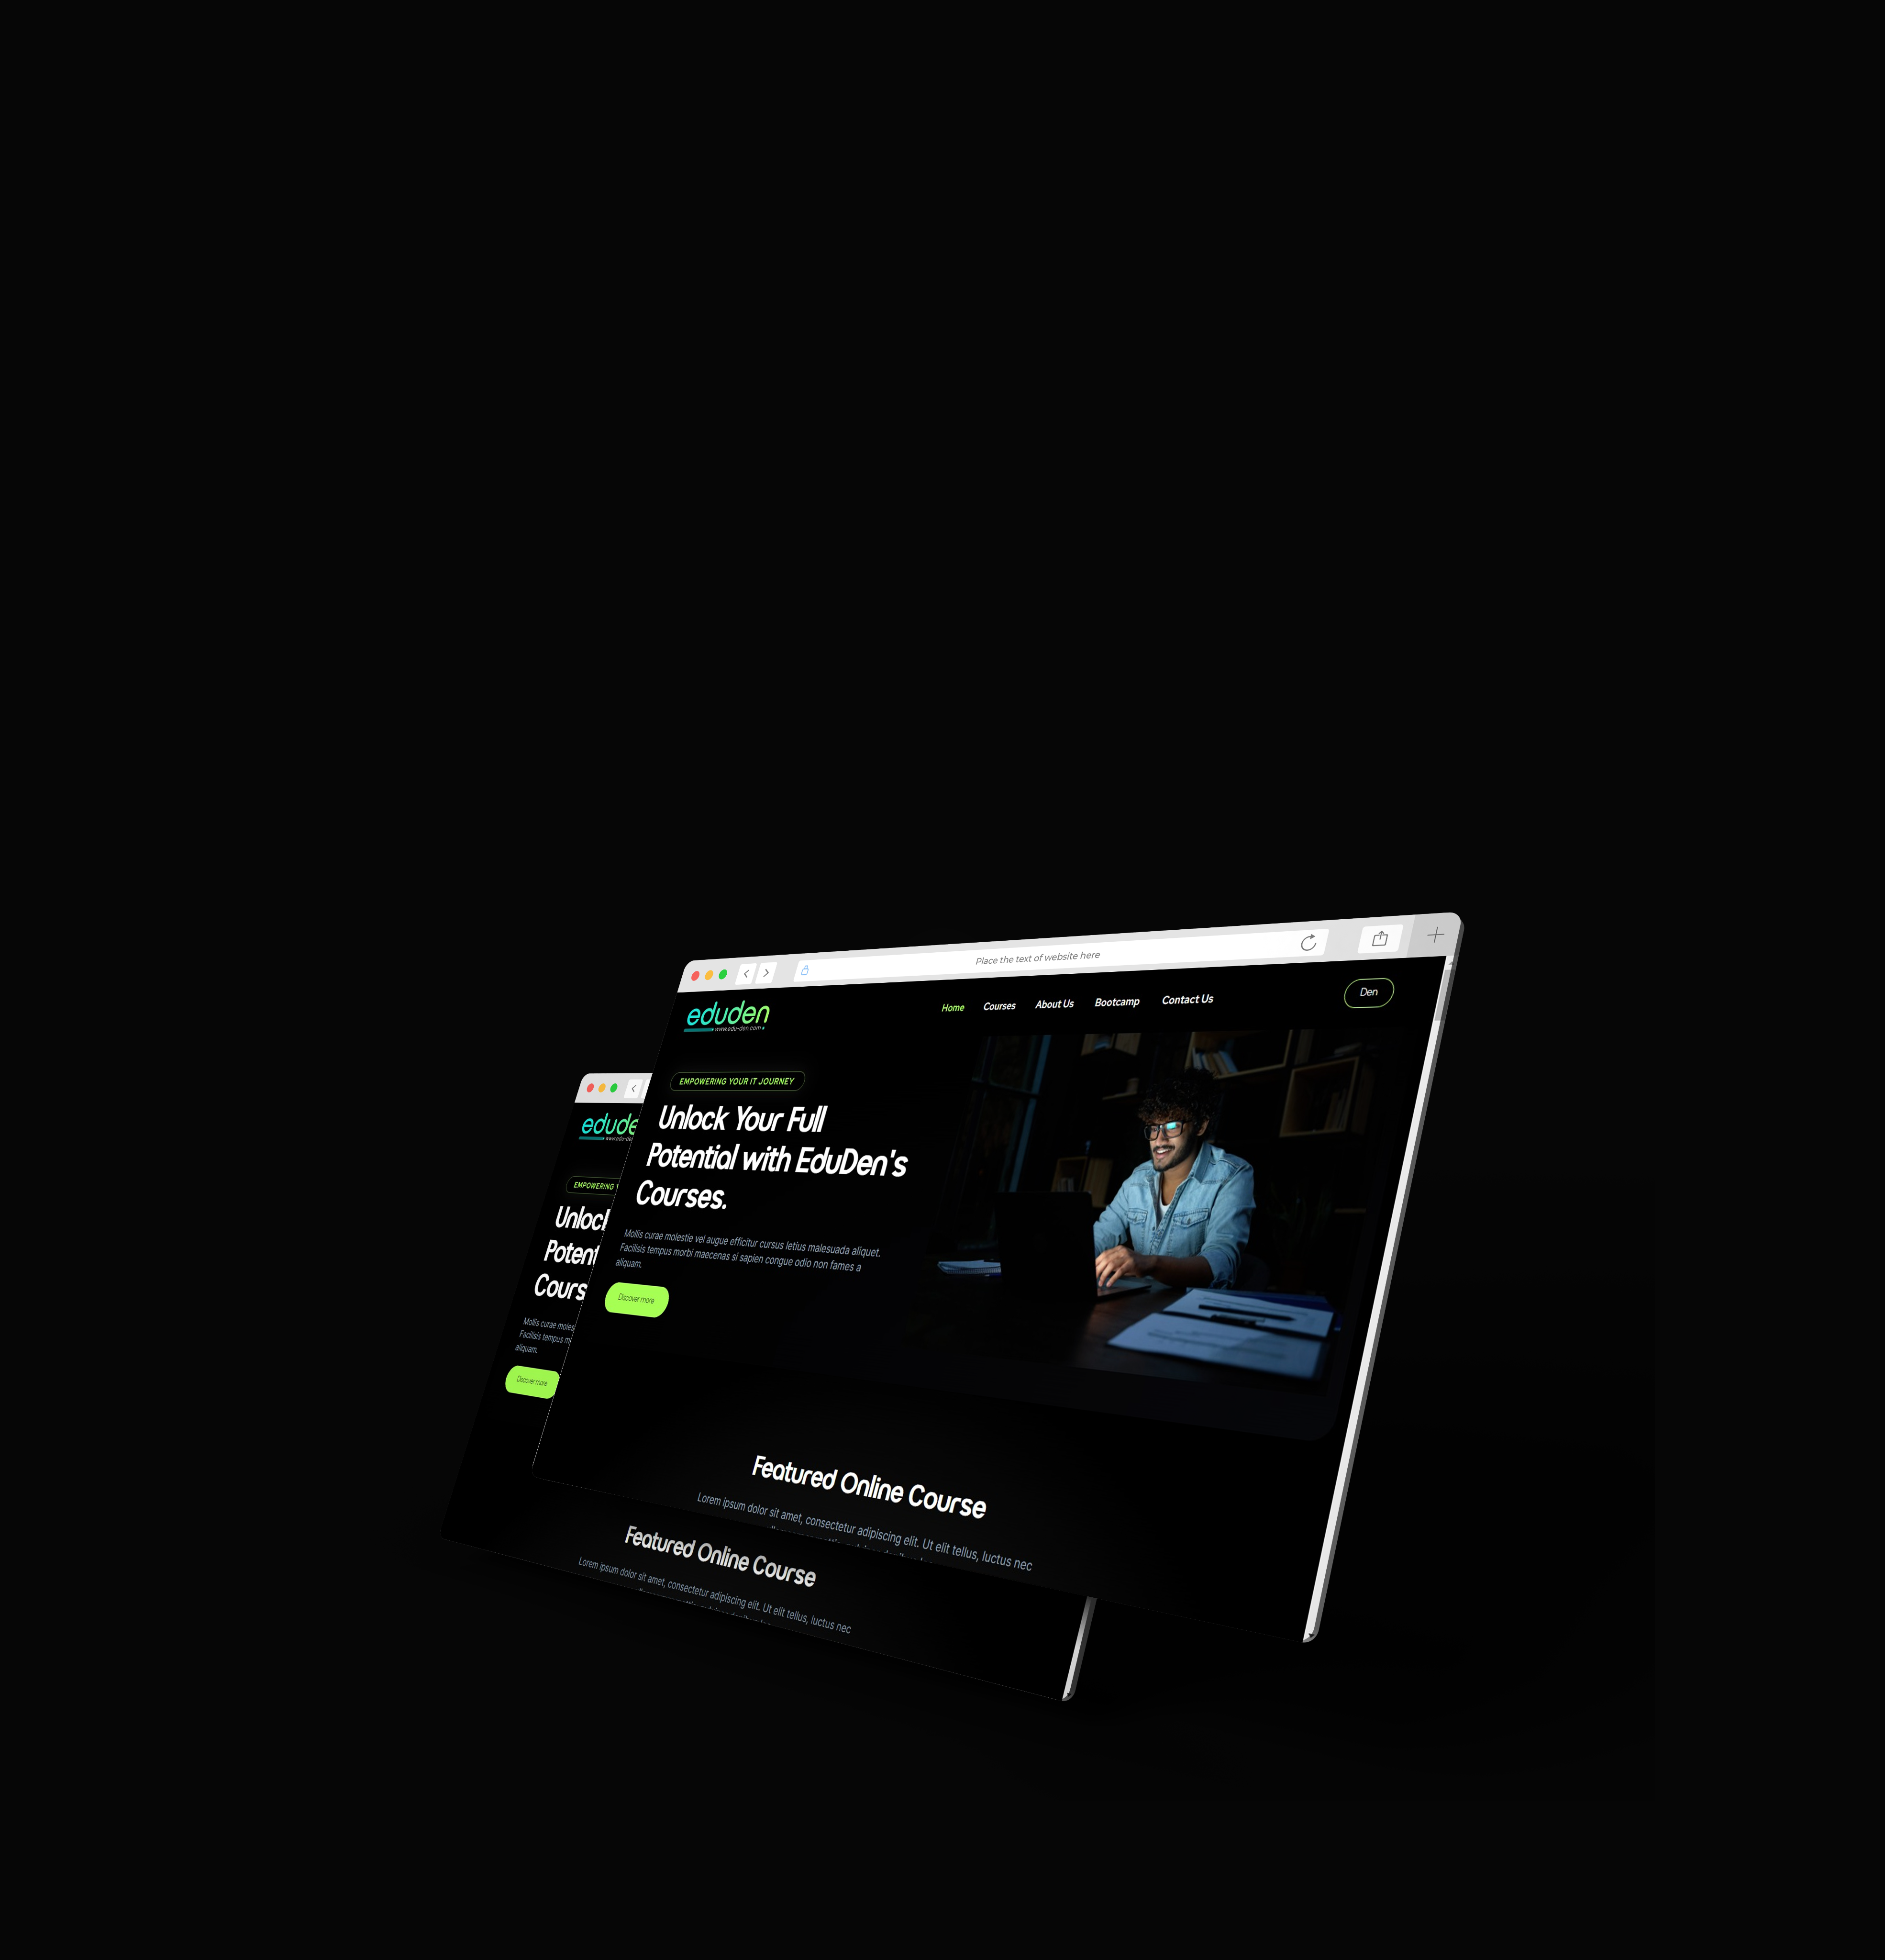 Place the text of website here
eduden
www.edu-den.com
Home Courses About Us Bootcamp Contact Us
Den
EMPOWERING YOUR IT JOURNEY
Unlock Your Full
Potential with EduDen's
Courses.
Mollis curae molestie vel augue efficitur cursus letius malesuada aliquet.
Facilisis tempus morbi maecenas si sapien congue odio non fames a
aliquam.
Discover more
Featured Online Course
Lorem ipsum dolor sit amet, consectetur adipiscing elit. Ut elit tellus, luctus nec
edude
www.edu-den
EMPOWERING
Unlock
Potent
Cours
Mollis curae moles
Facilisis tempus m
aliquam.
Discover more
Featured Online Course
Lorem ipsum dolor sit amet, consectetur adipiscing elit. Ut elit tellus, luctus nec